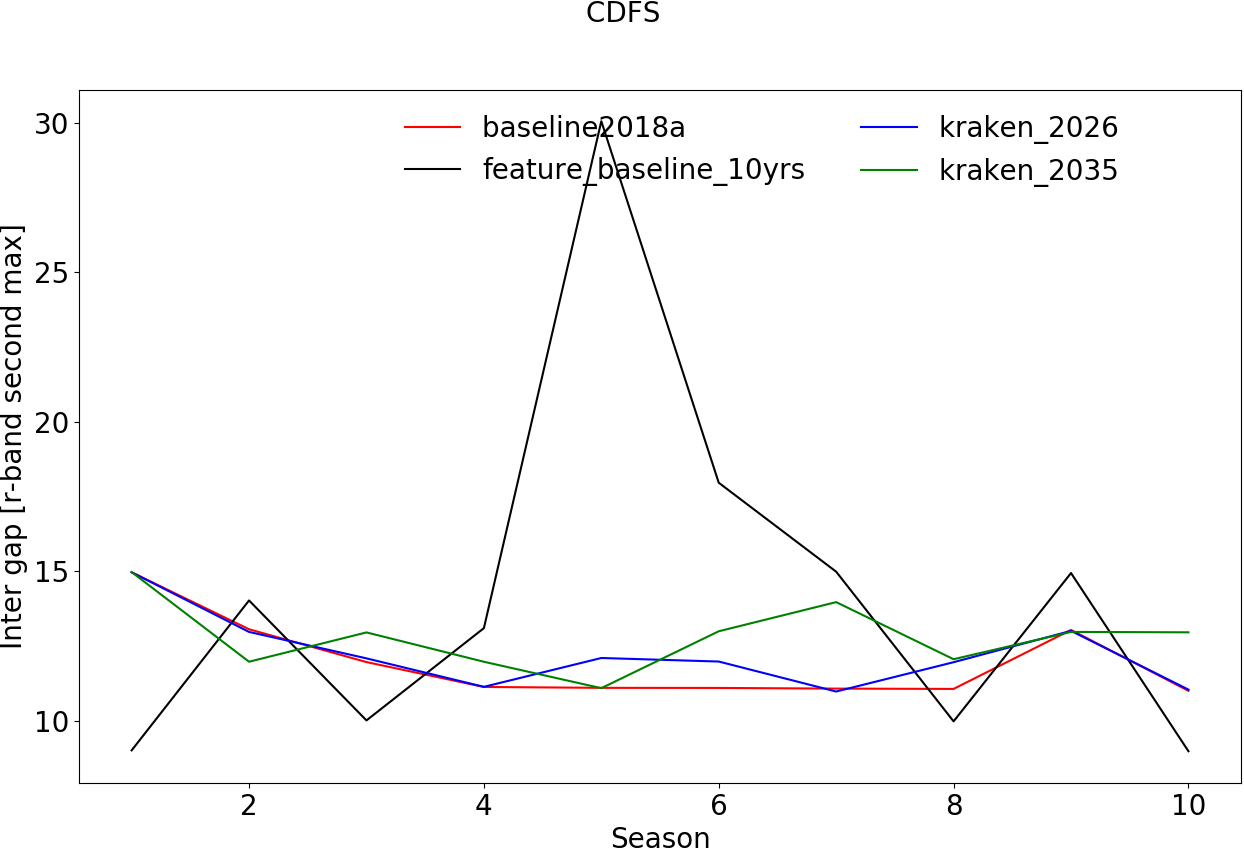 CDFS
Inter gap [r-band second max]
30
25
20
15
10
baseline2018a
feature_baseline_10yrs
kraken_2026
kraken_2035
2 4 6 8 10
Season